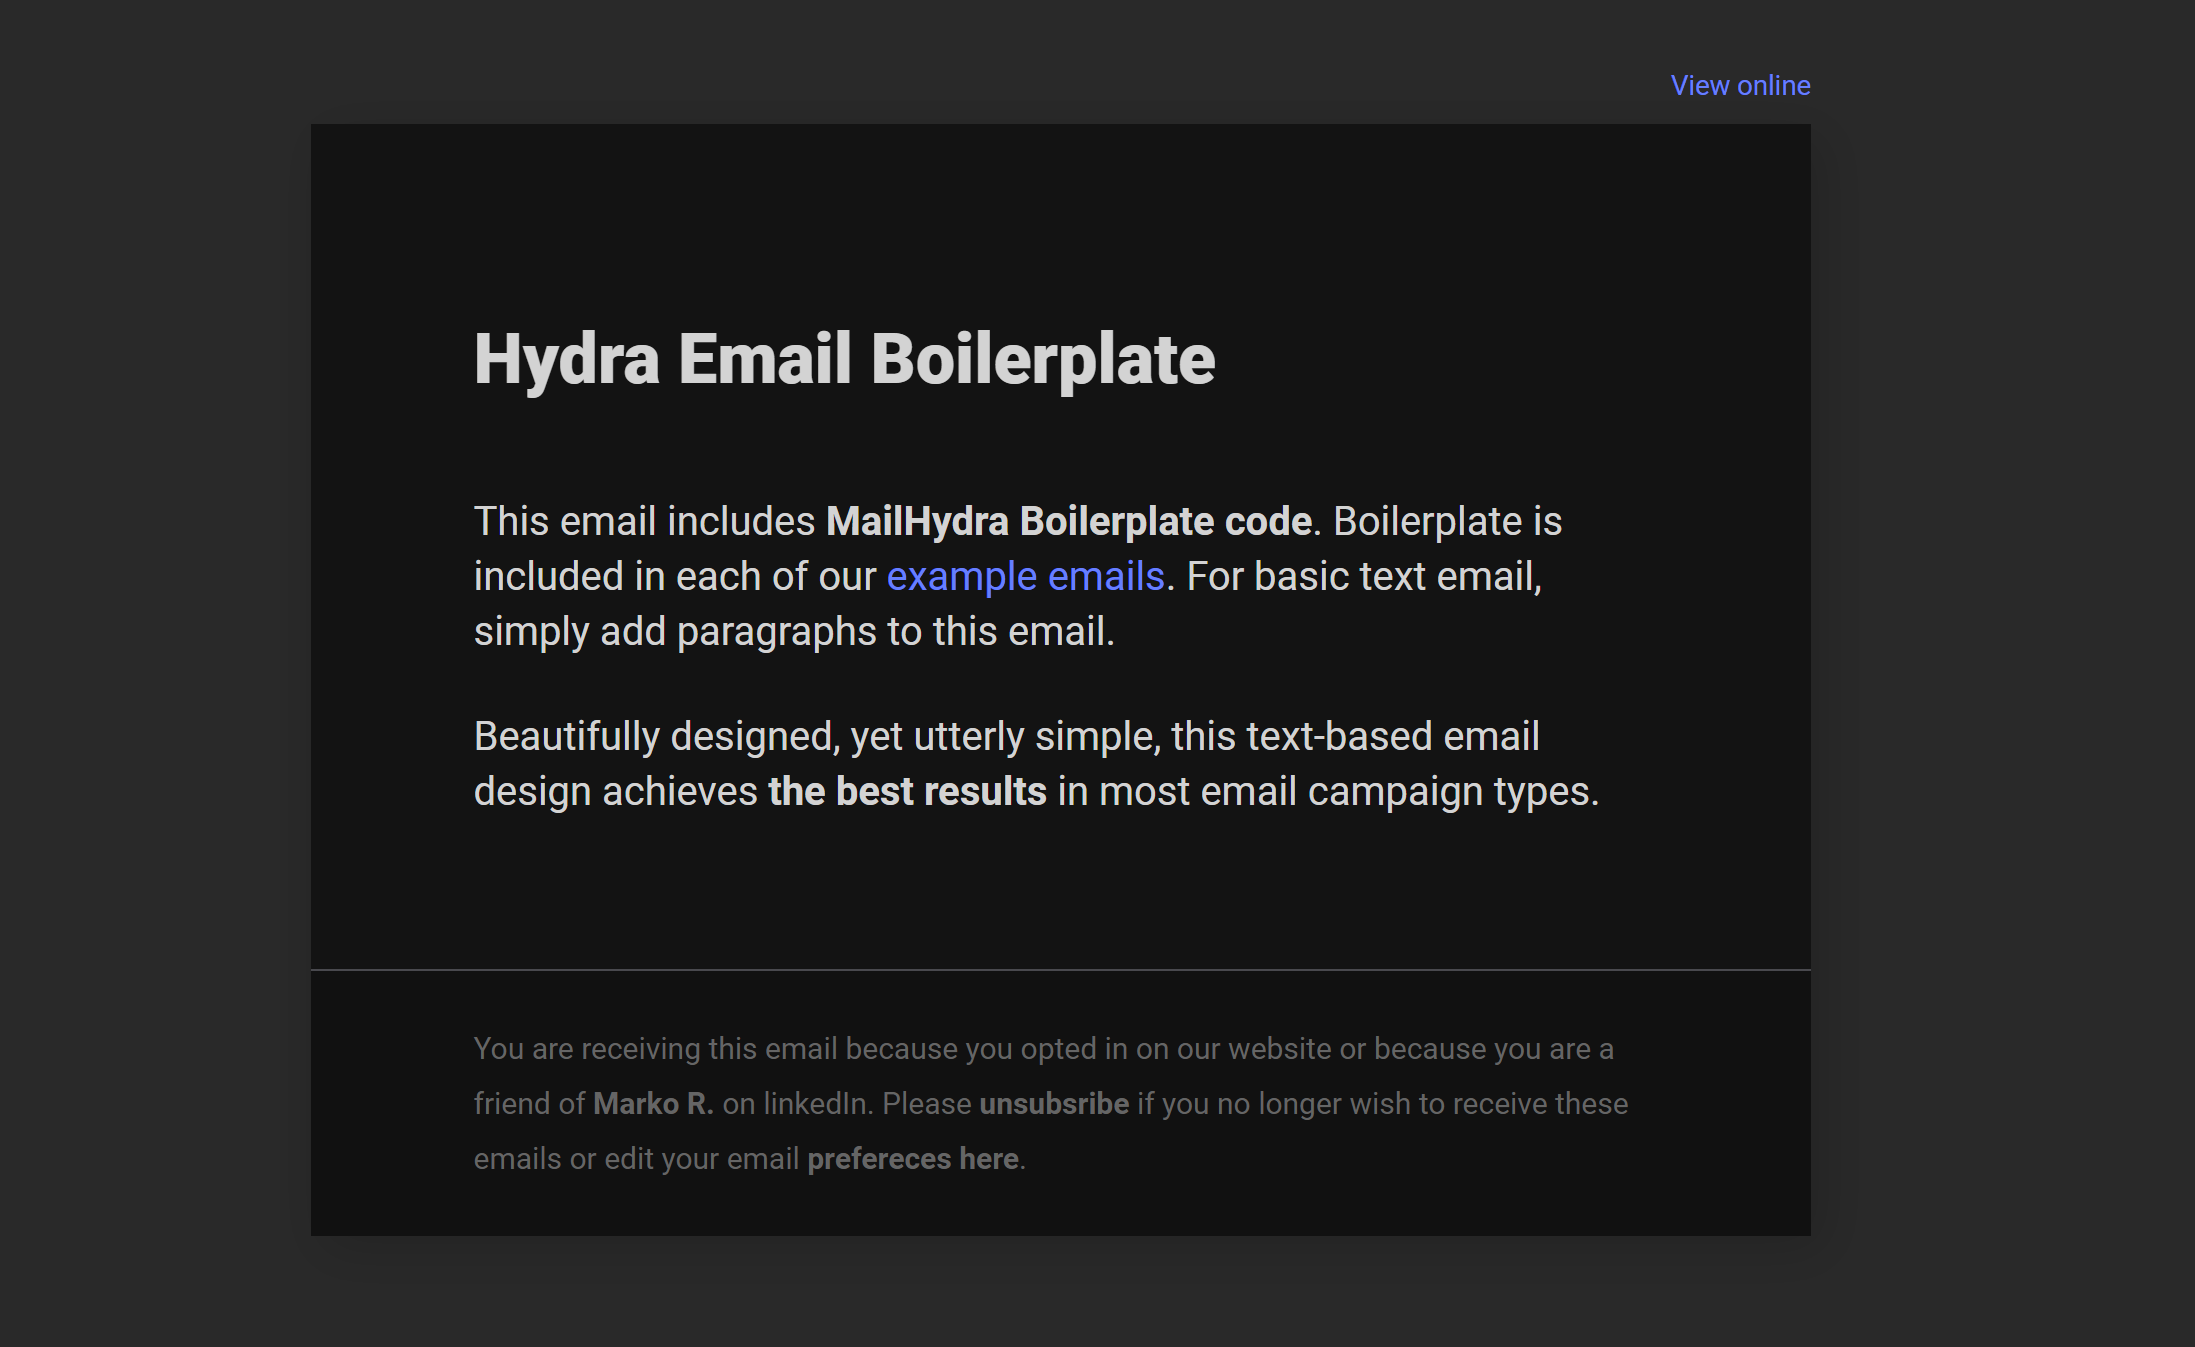 View online
Hydra Email Boilerplate
This email includes MailHydra Boilerplate code. Boilerplate is
included in each of our example emails. For basic text email,
simply add paragraphs to this email.
Beautifully designed, yet utterly simple, this text-based email
design achieves the best results in most email campaign types.
You are receiving this email because you opted in on our website or because you are a
friend of Marko R. on linkedIn. Please unsubsribe if you no longer wish to receive these
emails or edit your email prefereces here.